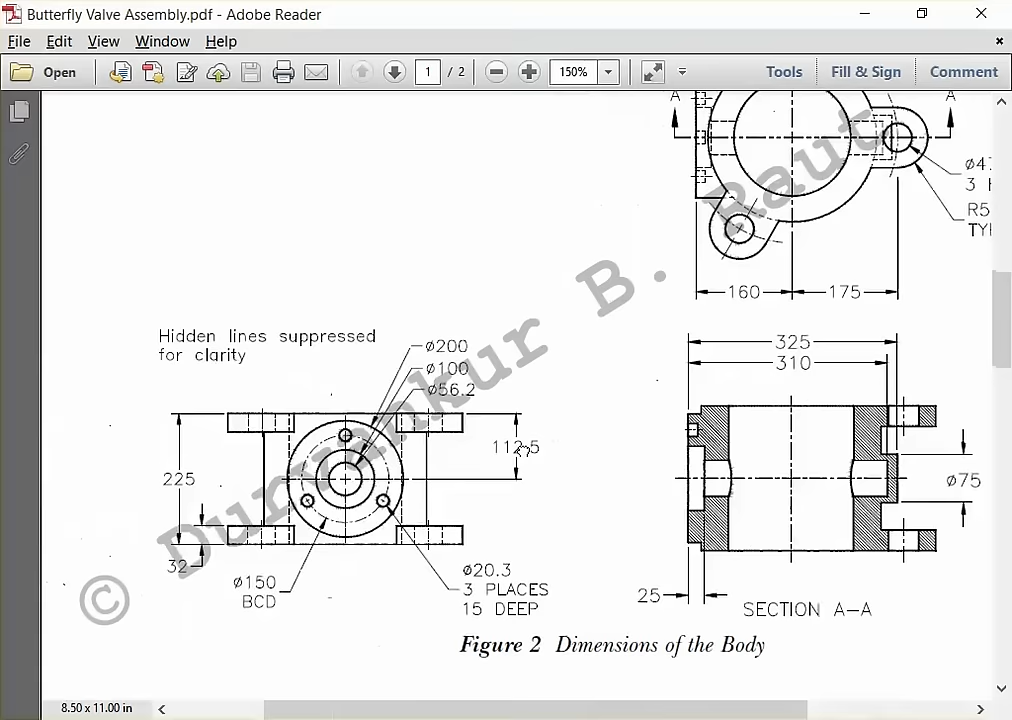 Butterfly Valve Assembly.pdf - Adobe Reader
File Edit View Window Help
Open 1 / 2 150% Tools Fill & Sign Comment
A A
3
R5
160 175
© Durvankur B. Raut
Hidden lines suppressed
for clarity
ø200
ø100
ø56.2
112.5
225
32
ø150
BCD
ø20.3
3 PLACES
15 DEEP
325
310
ø75
25
SECTION A-A
Figure 2 Dimensions of the Body
8.50 x 11.00 in